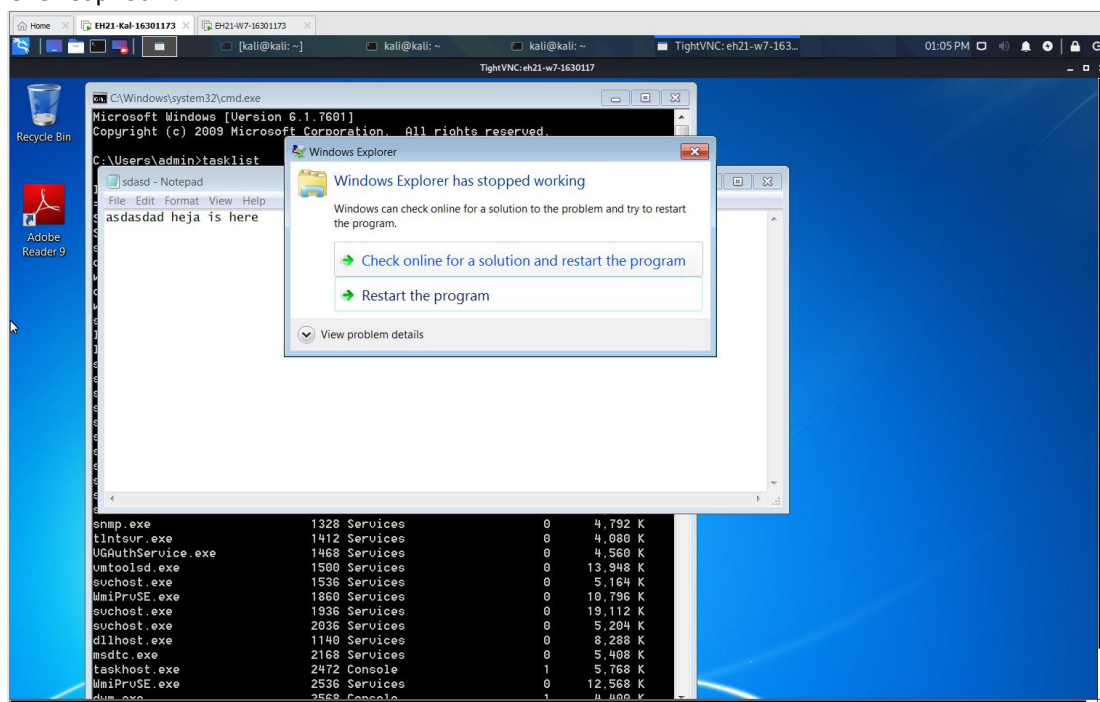 Home
EH21-Kal-16301173
EH21-W7-16301173
[kali@kali: ~]
kali@kali: ~
kali@kali: ~
TightVNC: eh21-w7-163...
01:05 PM
TightVNC: eh21-w7-1630117
Recycle Bin
Adobe
Reader 9
C:\Windows\system32\cmd.exe
Microsoft Windows [Version 6.1.7601]
Copyright (c) 2009 Microsoft Corporation. All rights reserved.
C:\Users\admin>tasklist
sdasd - Notepad
File Edit Format View Help
asdasdad heja is here
Windows Explorer
Windows Explorer has stopped working
Windows can check online for a solution to the problem and try to restart
the program.
Check online for a solution and restart the program
Restart the program
View problem details
snmp.exe 1328 Services 0 4,792 K
tlntsvr.exe 1412 Services 0 4,080 K
VGAuthService.exe 1468 Services 0 4,560 K
vmtoolsd.exe 1500 Services 0 13,948 K
svchost.exe 1536 Services 0 5,164 K
WmiPrvSE.exe 1860 Services 0 10,796 K
svchost.exe 1936 Services 0 19,112 K
svchost.exe 2036 Services 0 5,204 K
dllhost.exe 1140 Services 0 8,288 K
msdtc.exe 2168 Services 0 5,408 K
taskhost.exe 2472 Console 1 5,768 K
WmiPrvSE.exe 2536 Services 0 12,568 K
dwm.exe 2568 Console 1 4,400 K